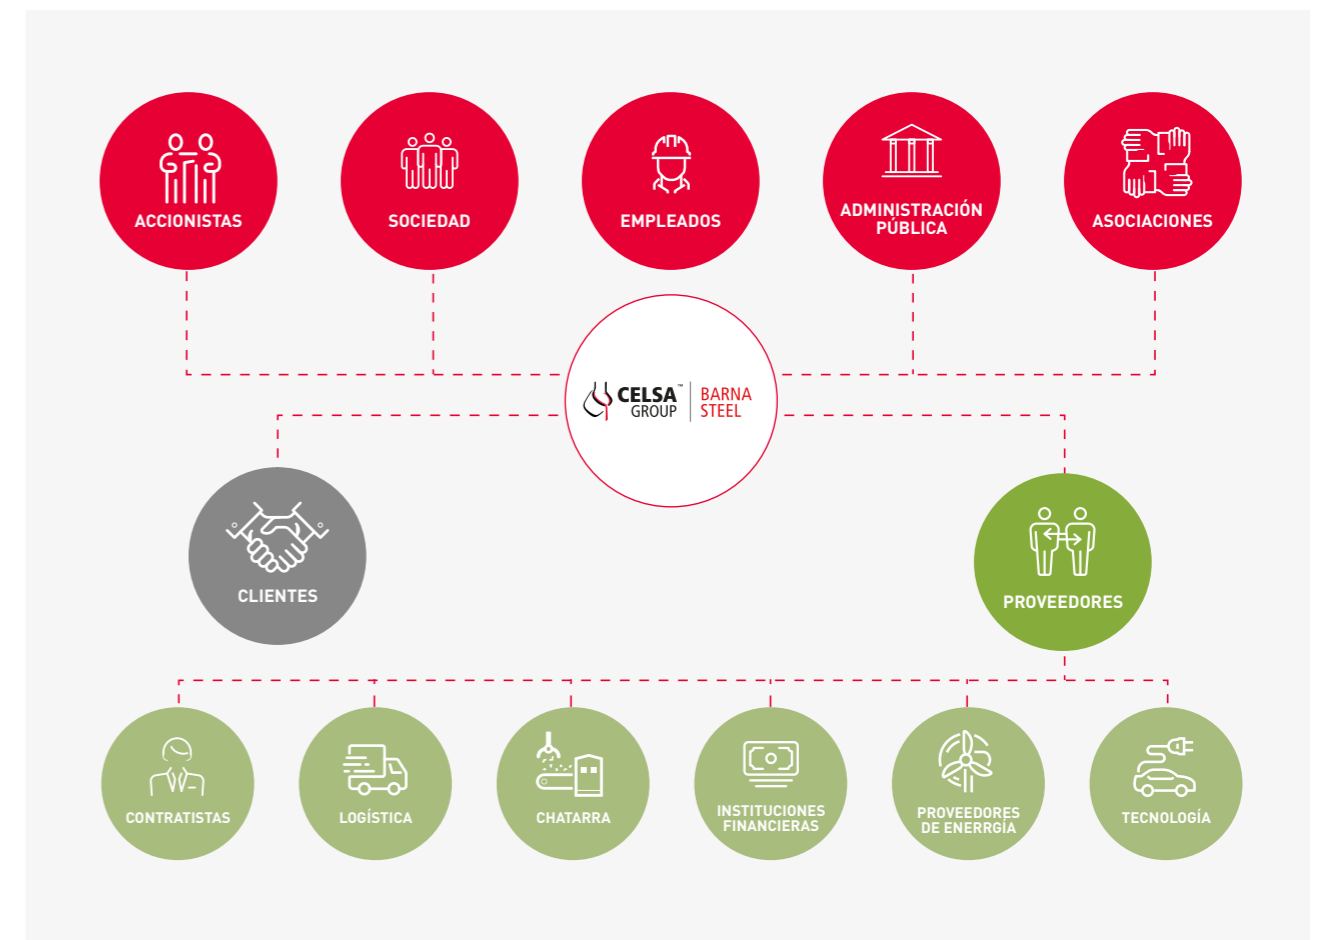 ACCIONISTAS
SOCIEDAD
EMPLEADOS
ADMINISTRACIÓN
PÚBLICA
ASOCIACIONES
CELSA™
GROUP
BARNA
STEEL
CLIENTES
PROVEEDORES
CONTRATISTAS
LOGÍSTICA
CHATARRA
INSTITUCIONES
FINANCIERAS
PROVEEDORES
DE ENERRGÍA
TECNOLOGÍA